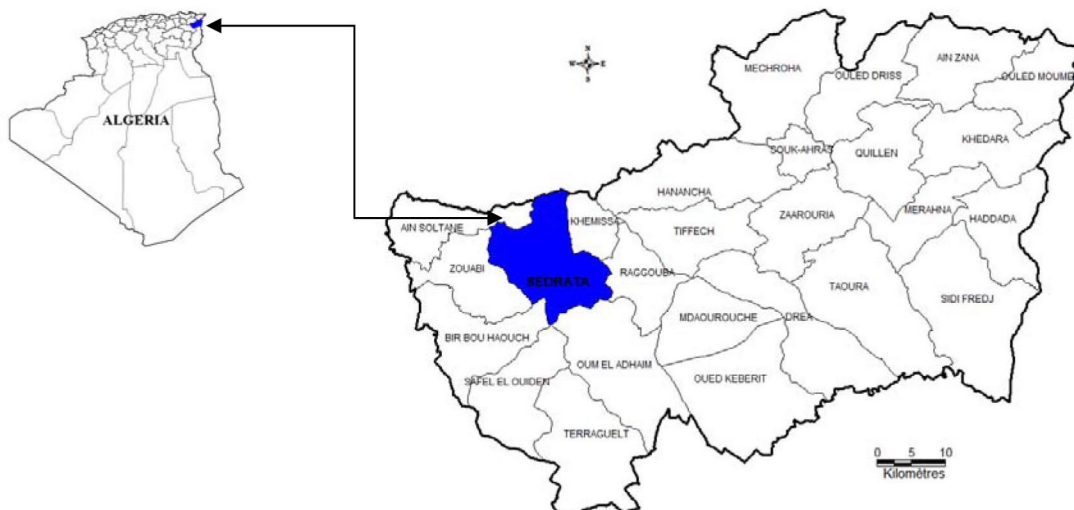 ALGERIA
N
W E
S
MECHROHA
OULED DRISS
AIN ZANA
OULED MOUME
SOUK-AHRAS
QUILLEN
KHEDARA
HANANCHA
ZAAROURIA
MERAHNA
HADDADA
AIN SOLTANE
KHEMISSA
TIFFECH
ZOUABI
SEDRATA
RAGGOUBA
TAOURA
SIDI FREDJ
MDAOUROUCHE
DREA
BIR BOU HAOUCH
OUM EL ADHAIM
SAFEL EL OUIDEN
OUED KEBERIT
TERRAGUELT
0 5 10
Kilométres